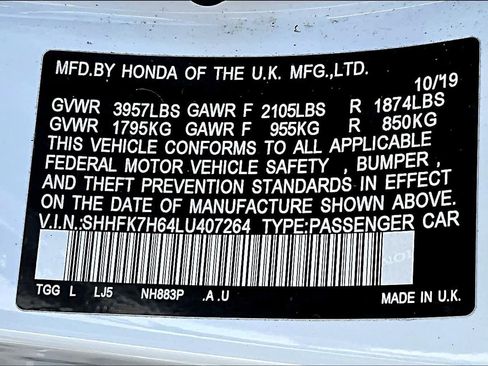 MFD.BY HONDA OF THE U.K. MFG.,LTD.
10/'19
GVWR 3957LBS GAWR F 2105LBS R 1874LBS
GVWR 1795KG GAWR F 955KG R 850KG
THIS VEHICLE CONFORMS TO ALL APPLICABLE
FEDERAL MOTOR VEHICLE SAFETY , BUMPER ,
AND THEFT PREVENTION STANDARDS IN EFFECT
ON THE DATE OF MANUFACTURE SHOWN ABOVE.
V.I.N.:SHHFK7H64LU407264 TYPE:PASSENGER CAR
TGG L LJ5 NH883P .A .U MADE IN U.K.